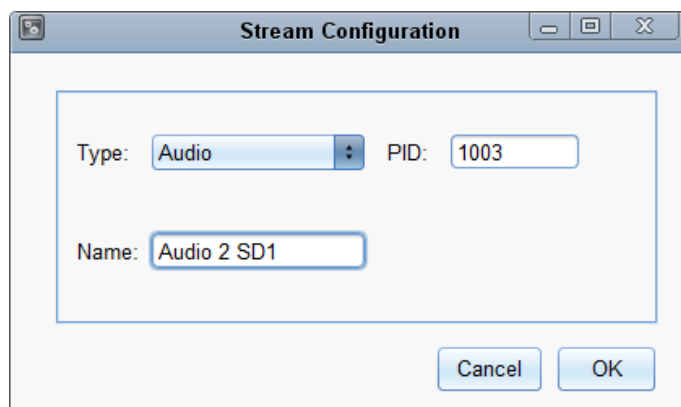 Stream Configuration
Type: Audio PID: 1003
Name: Audio 2 SD1
Cancel OK